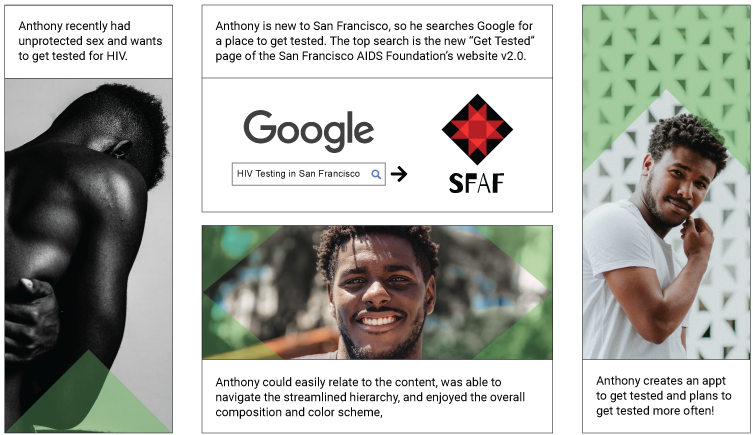 Anthony recently had
unprotected sex and wants
to get tested for HIV.
Anthony is new to San Francisco, so he searches Google for
a place to get tested. The top search is the new “Get Tested”
page of the San Francisco AIDS Foundation’s website v2.0.
Google
HIV Testing in San Francisco
SFAF
Anthony could easily relate to the content, was able to
navigate the streamlined hierarchy, and enjoyed the overall
composition and color scheme,
Anthony creates an appt
to get tested and plans to
get tested more often!